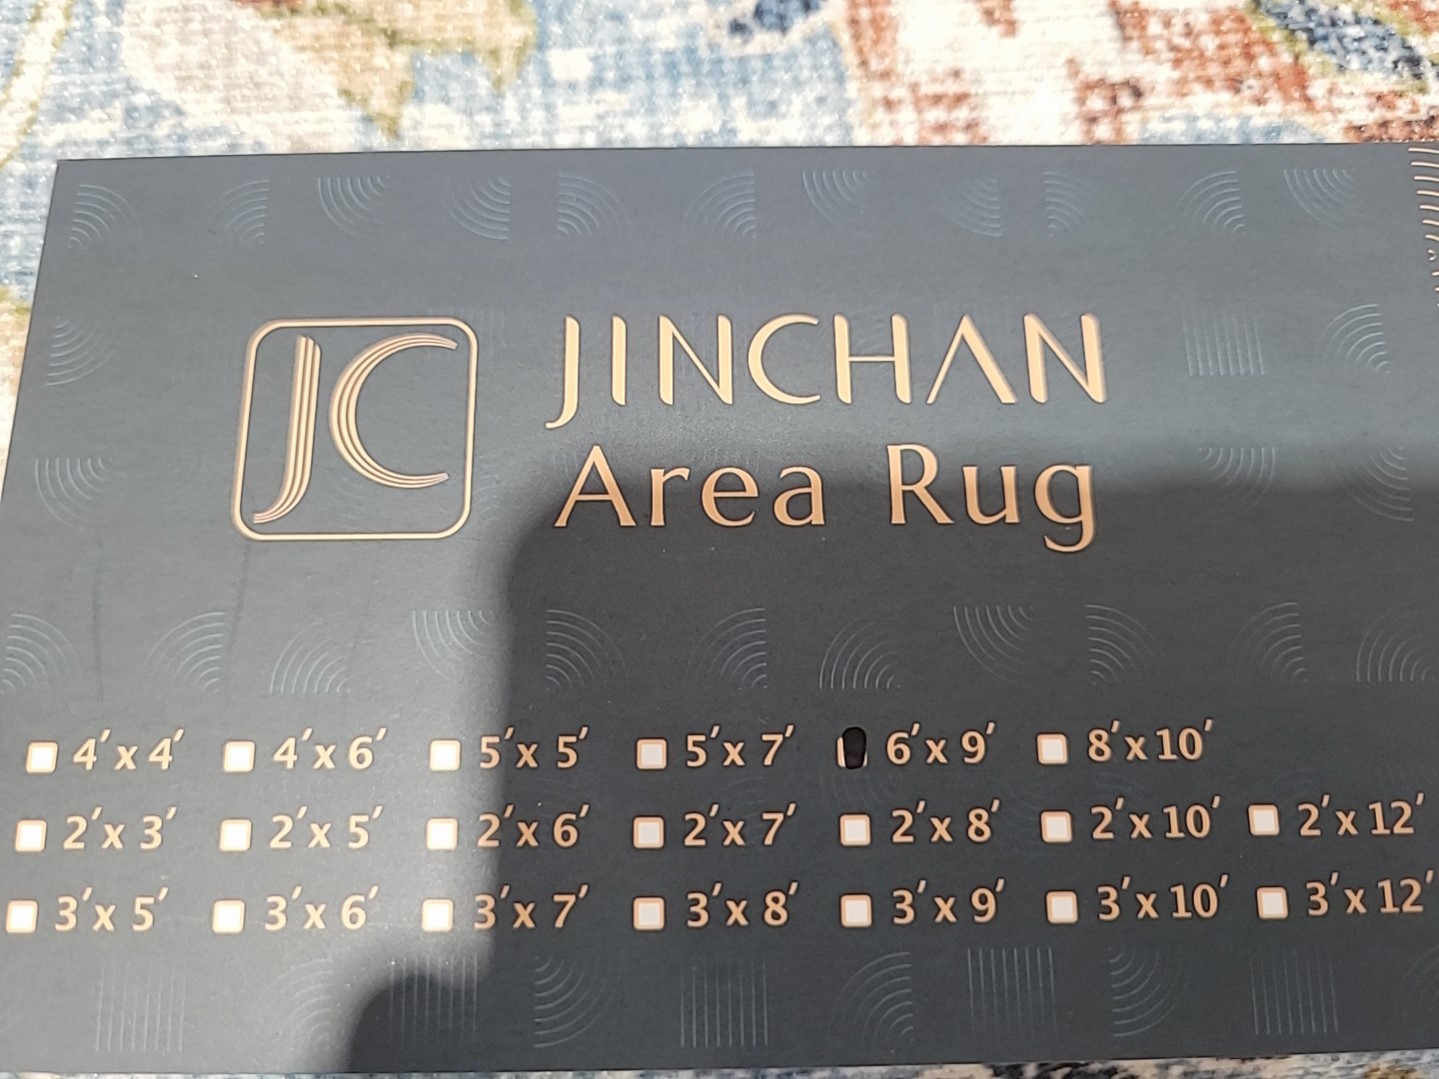 JC
JINCHAN
Area Rug
4′x 4′ 4′x 6′ 5′x 5′ 5′x 7′ 6′x 9′ 8′x 10′
2′x 3′ 2′x 5′ 2′x 6′ 2′x 7′ 2′x 8′ 2′x 10′ 2′x 12′
3′x 5′ 3′x 6′ 3′x 7′ 3′x 8′ 3′x 9′ 3′x 10′ 3′x 12′